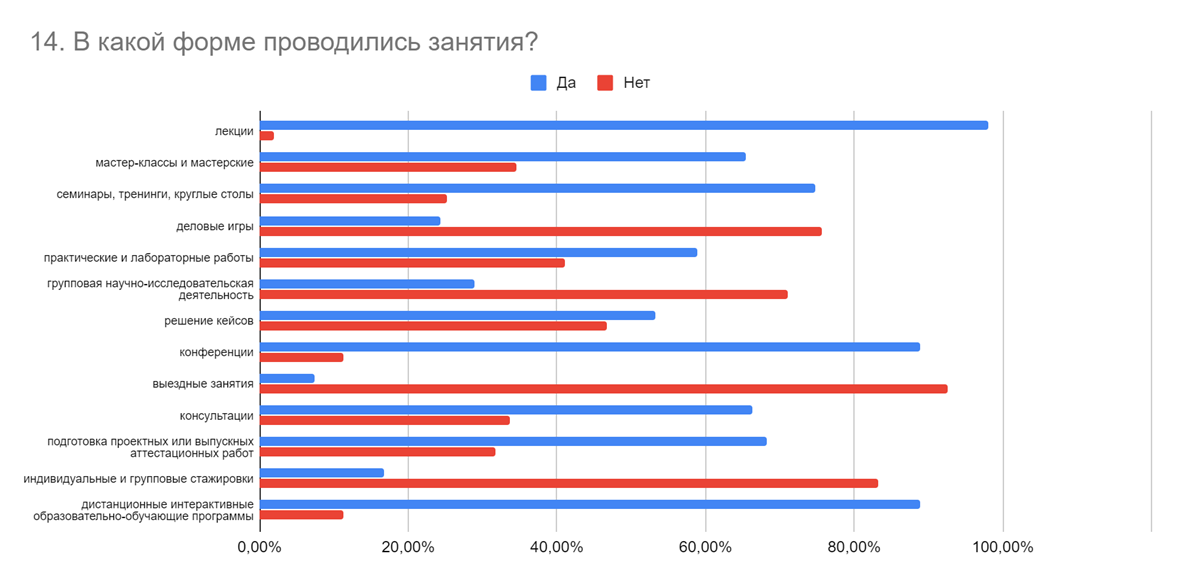 14. В какой форме проводились занятия?
Да Нет
лекции
мастер-классы и мастерские
семинары, тренинги, круглые столы
деловые игры
практические и лабораторные работы
групповая научно-исследовательская
деятельность
решение кейсов
конференции
выездные занятия
консультации
подготовка проектных или выпускных
аттестационных работ
индивидуальные и групповые стажировки
дистанционные интерактивные
образовательно-обучающие программы
0,00% 20,00% 40,00% 60,00% 80,00% 100,00%